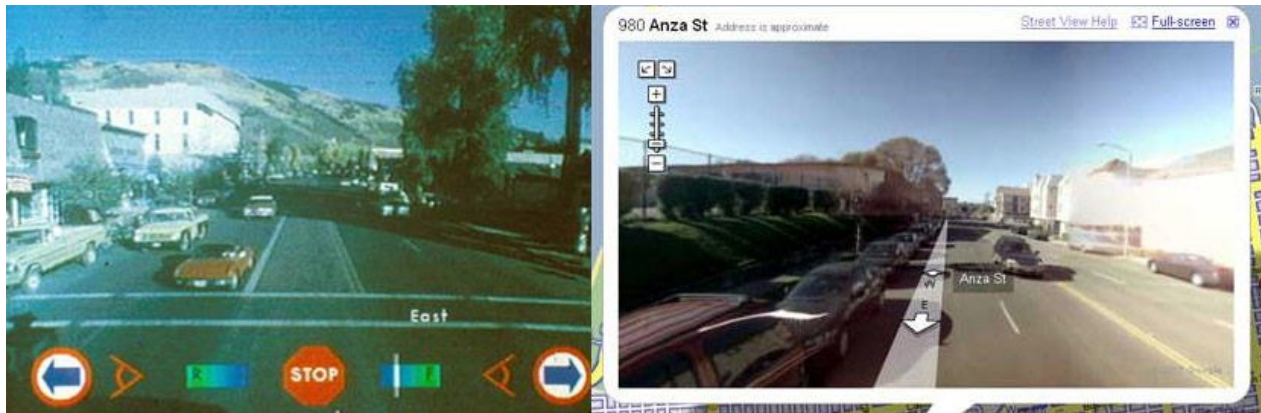 East
R
STOP
F
980 Anza St Address is approximate
Street View Help
Full-screen
Anza St
W
E